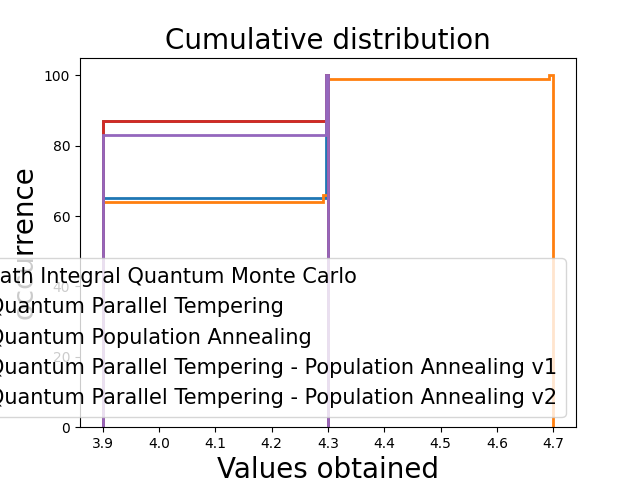 Cumulative distribution
100
80
60
40
20
0
ath Integral Quantum Monte Carlo
Quantum Parallel Tempering
Quantum Population Annealing
Quantum Parallel Tempering - Population Annealing v1
Quantum Parallel Tempering - Population Annealing v2
3.9 4.0 4.1 4.2 4.3 4.4 4.5 4.6 4.7
Values obtained